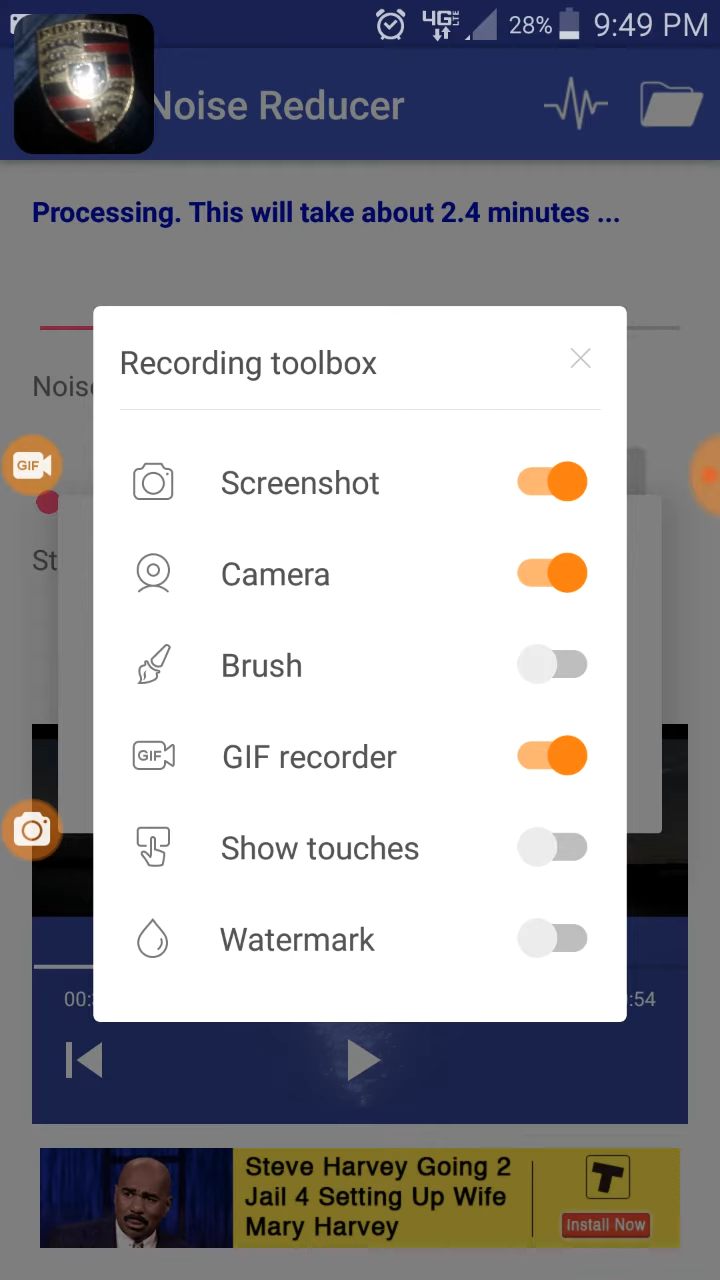 28% 9:49 PM
Noise Reducer
Processing. This will take about 2.4 minutes ...
Recording toolbox
Screenshot
Camera
Brush
GIF
GIF recorder
Show touches
Watermark
GIF
00:
:54
Steve Harvey Going 2
Jail 4 Setting Up Wife
Mary Harvey
T
Install Now